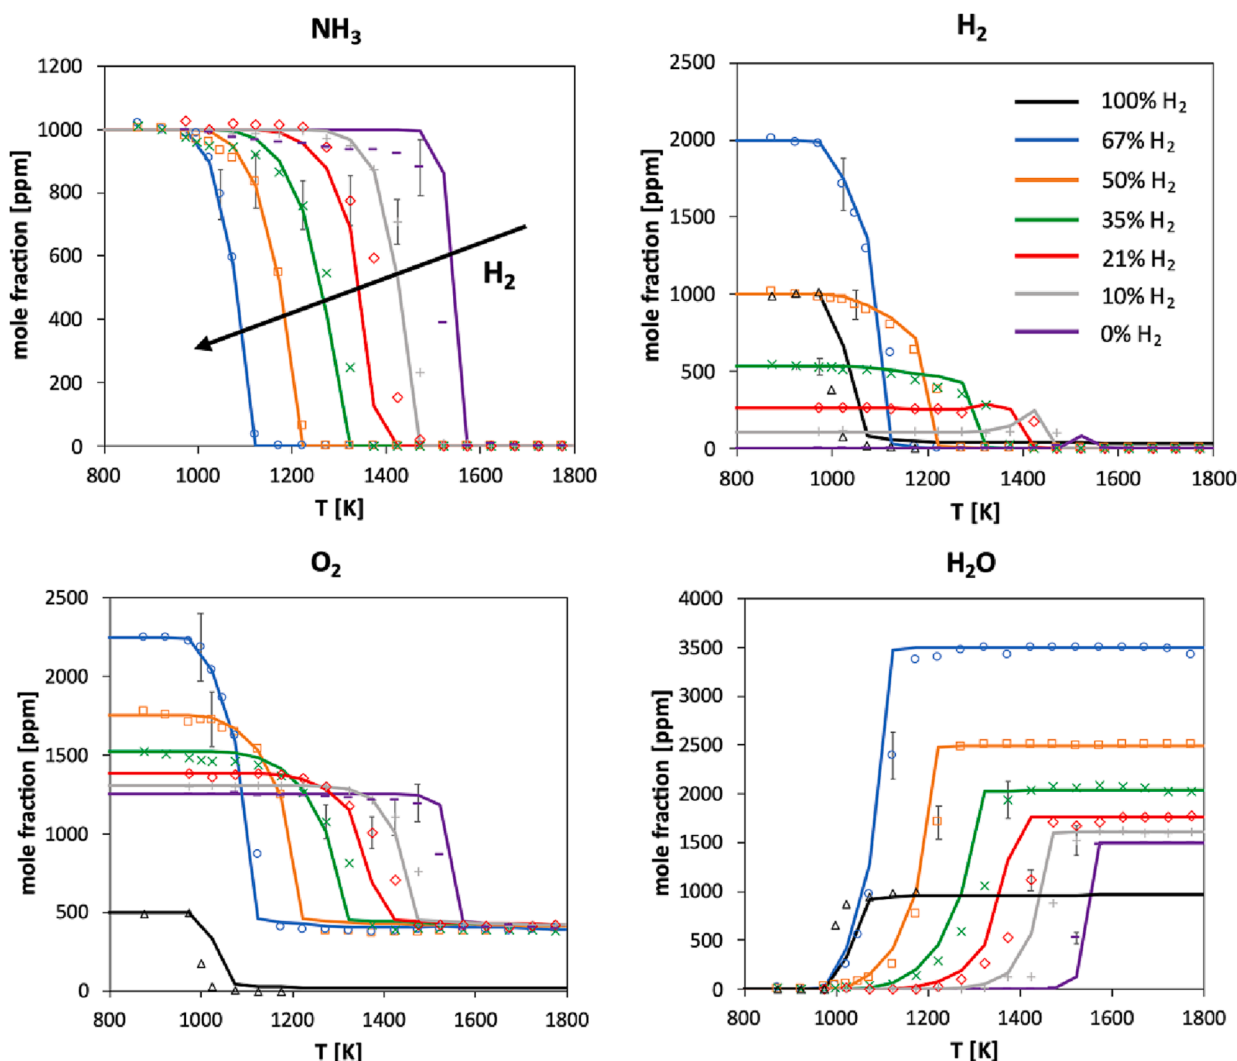 NH3
H2
1200
1000
800
600
400
200
0
800 1000 1200 1400 1600 1800
T [K]
mole fraction [ppm]
H2
2500
2000
1500
1000
500
0
800 1000 1200 1400 1600 1800
T [K]
mole fraction [ppm]
100% H2
67% H2
50% H2
35% H2
21% H2
10% H2
0% H2
O2
H2O
2500
2000
1500
1000
500
0
800 1000 1200 1400 1600 1800
T [K]
mole fraction [ppm]
4000
3500
3000
2500
2000
1500
1000
500
0
800 1000 1200 1400 1600 1800
T [K]
mole fraction [ppm]